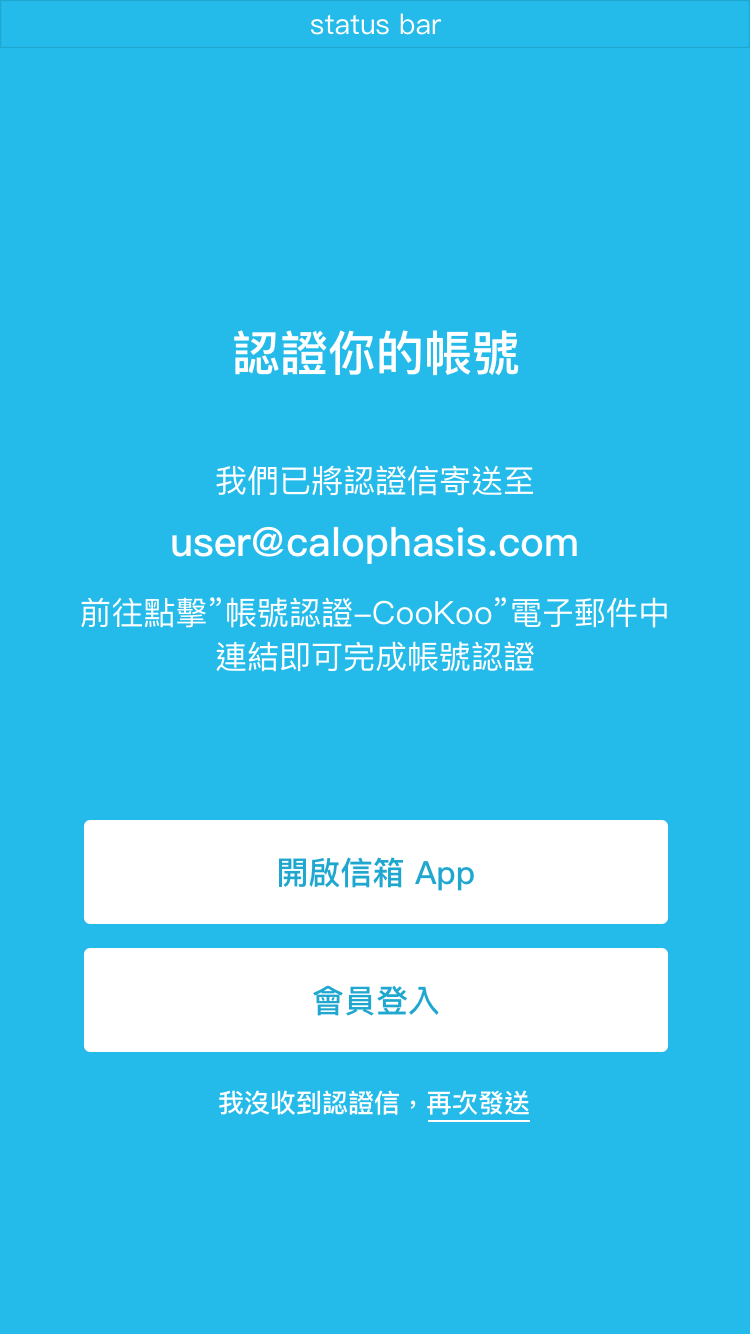 status bar
認證你的帳號
我們已將認證信寄送至
user@calophasis.com
前往點擊”帳號認證–CooKoo”電子郵件中
連結即可完成帳號認證
開啟信箱 App
會員登入
我沒收到認證信，再次發送